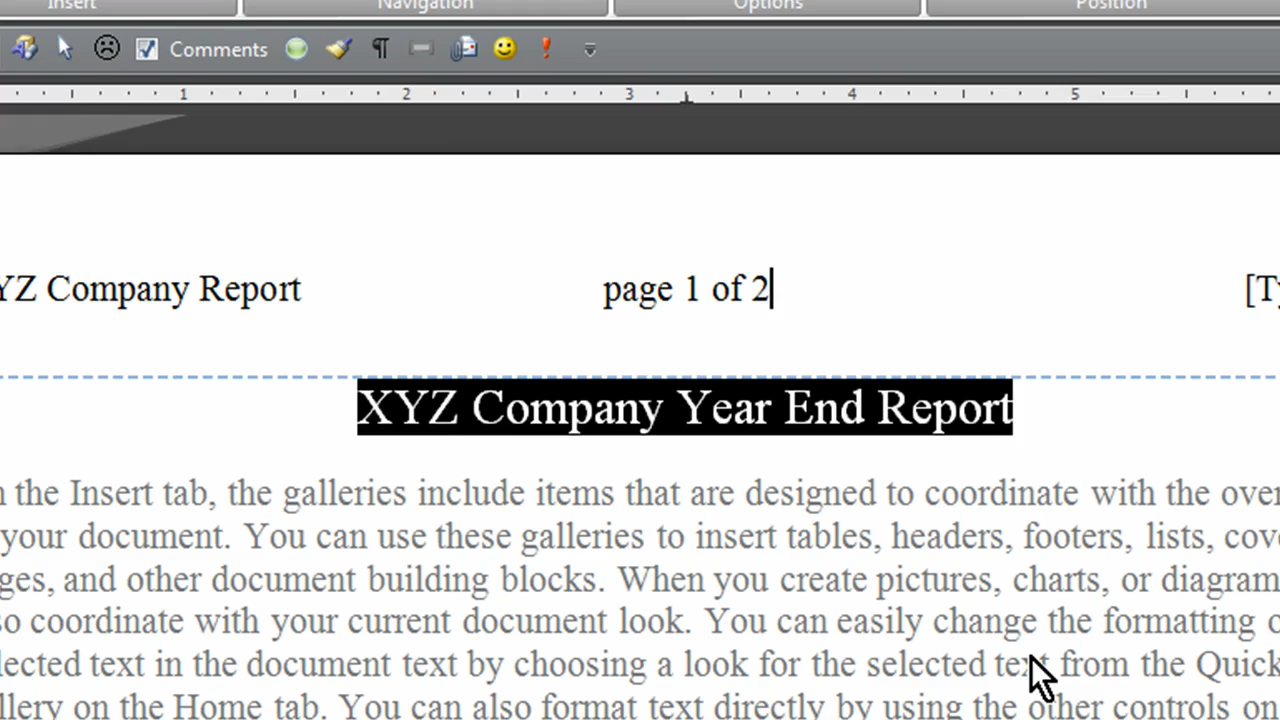 Insert Navigation Options Position
Comments
1 2 3 4 5
YZ Company Report page 1 of 2 [Ty
XYZ Company Year End Report
the Insert tab, the galleries include items that are designed to coordinate with the over
your document. You can use these galleries to insert tables, headers, footers, lists, cove
ges, and other document building blocks. When you create pictures, charts, or diagram
so coordinate with your current document look. You can easily change the formatting o
lected text in the document text by choosing a look for the selected text from the Quick
llery on the Home tab. You can also format text directly by using the other controls on